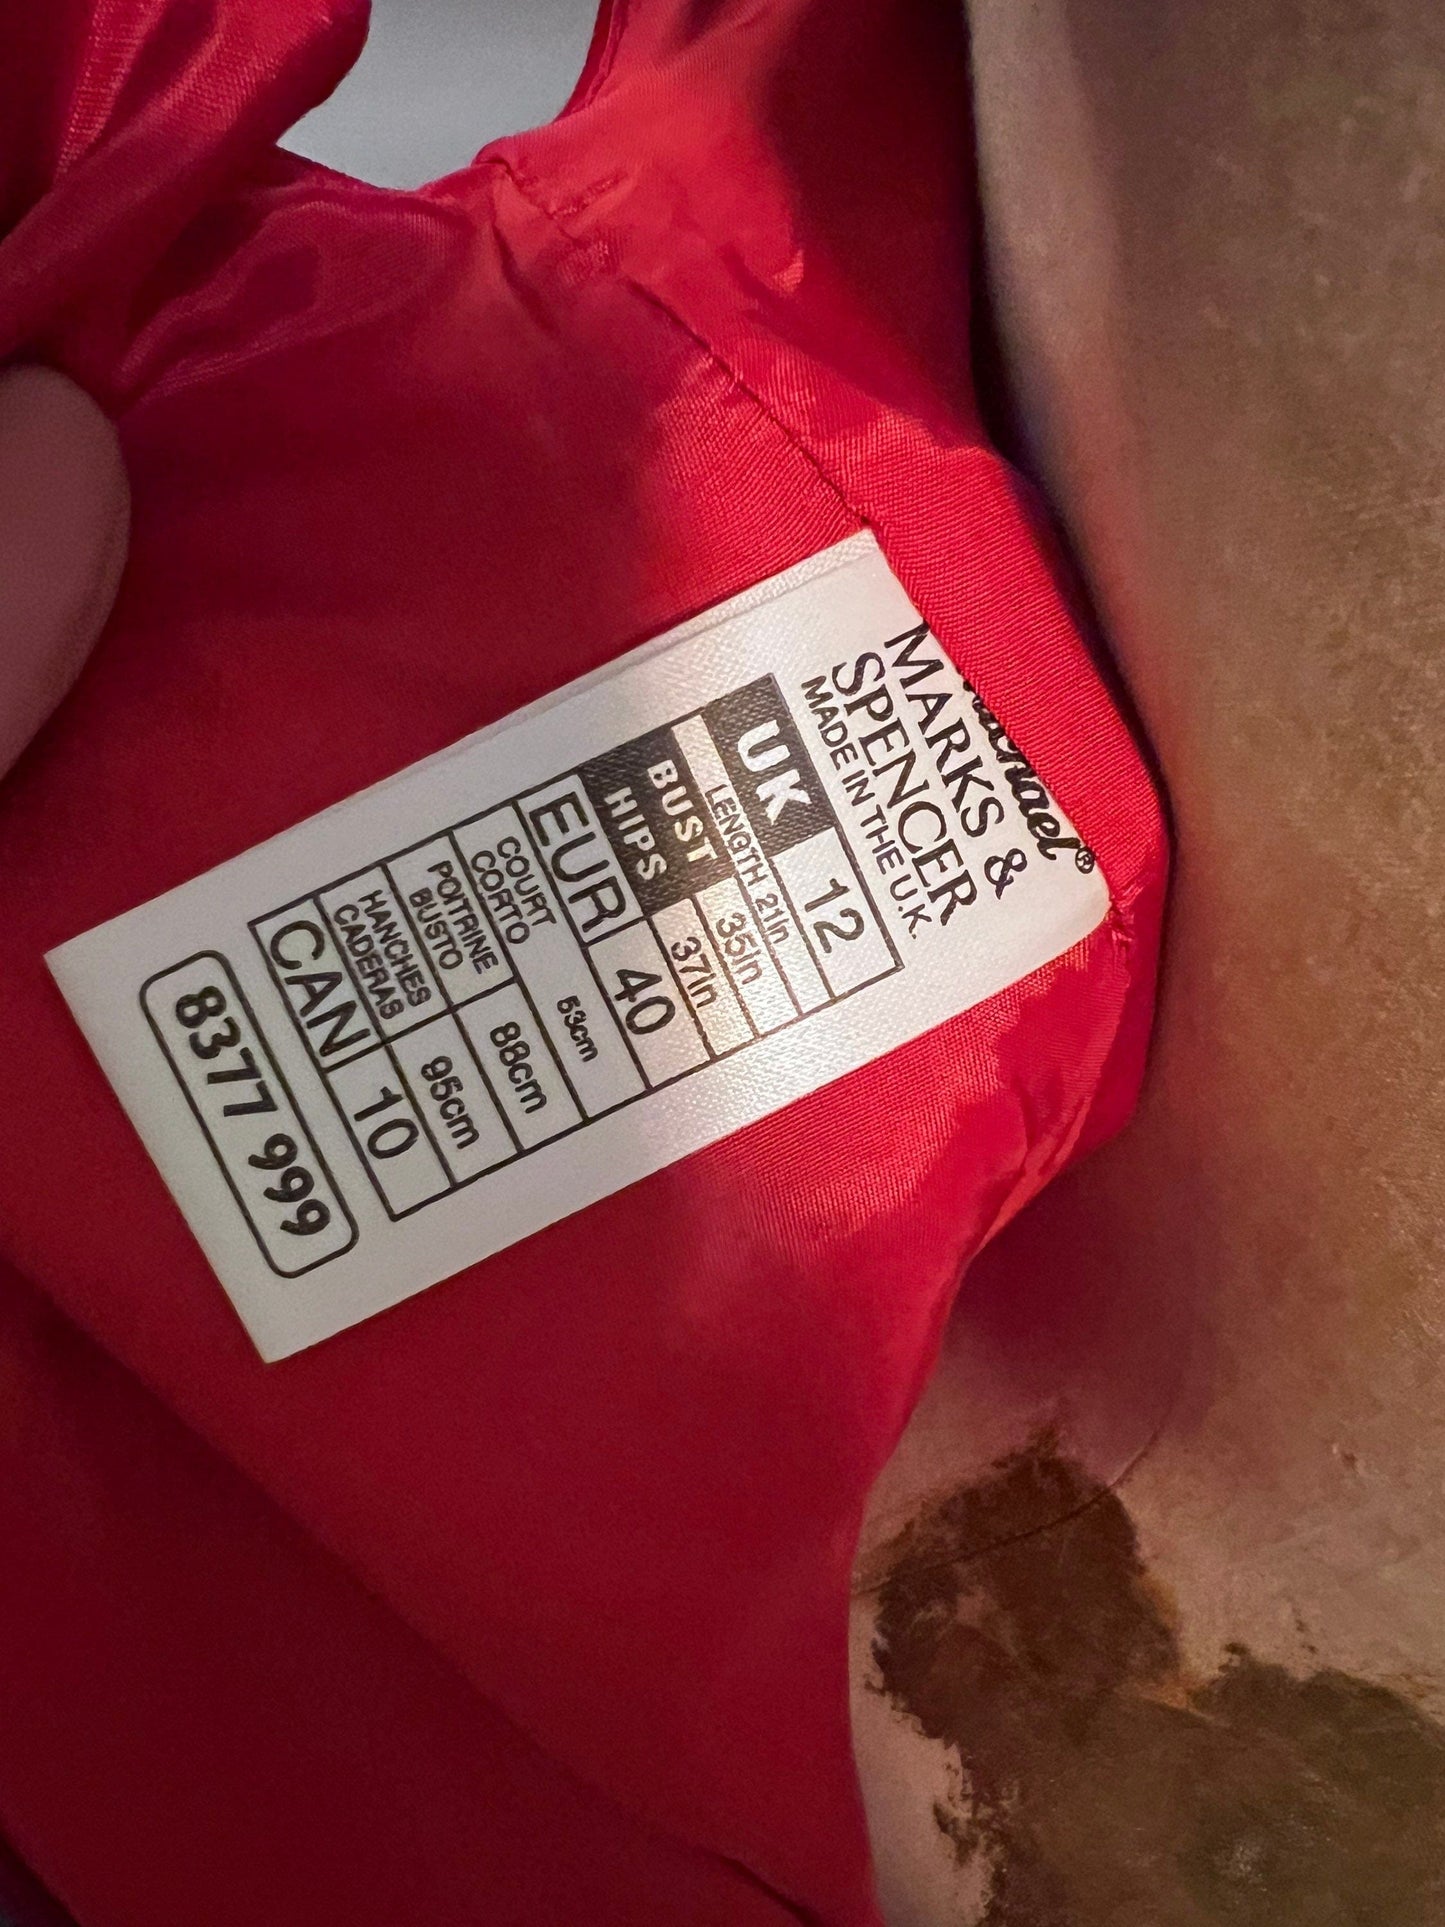 Michael®
MARKS &
SPENCER
MADE IN THE U.K.
UK 12
LENGTH 21in
BUST 35in
HIPS 37in
EUR 40
COURT
CORTO 53cm
POITRINE
BUSTO 88cm
HANCHES
CADERAS 95cm
CAN 10
8377 999